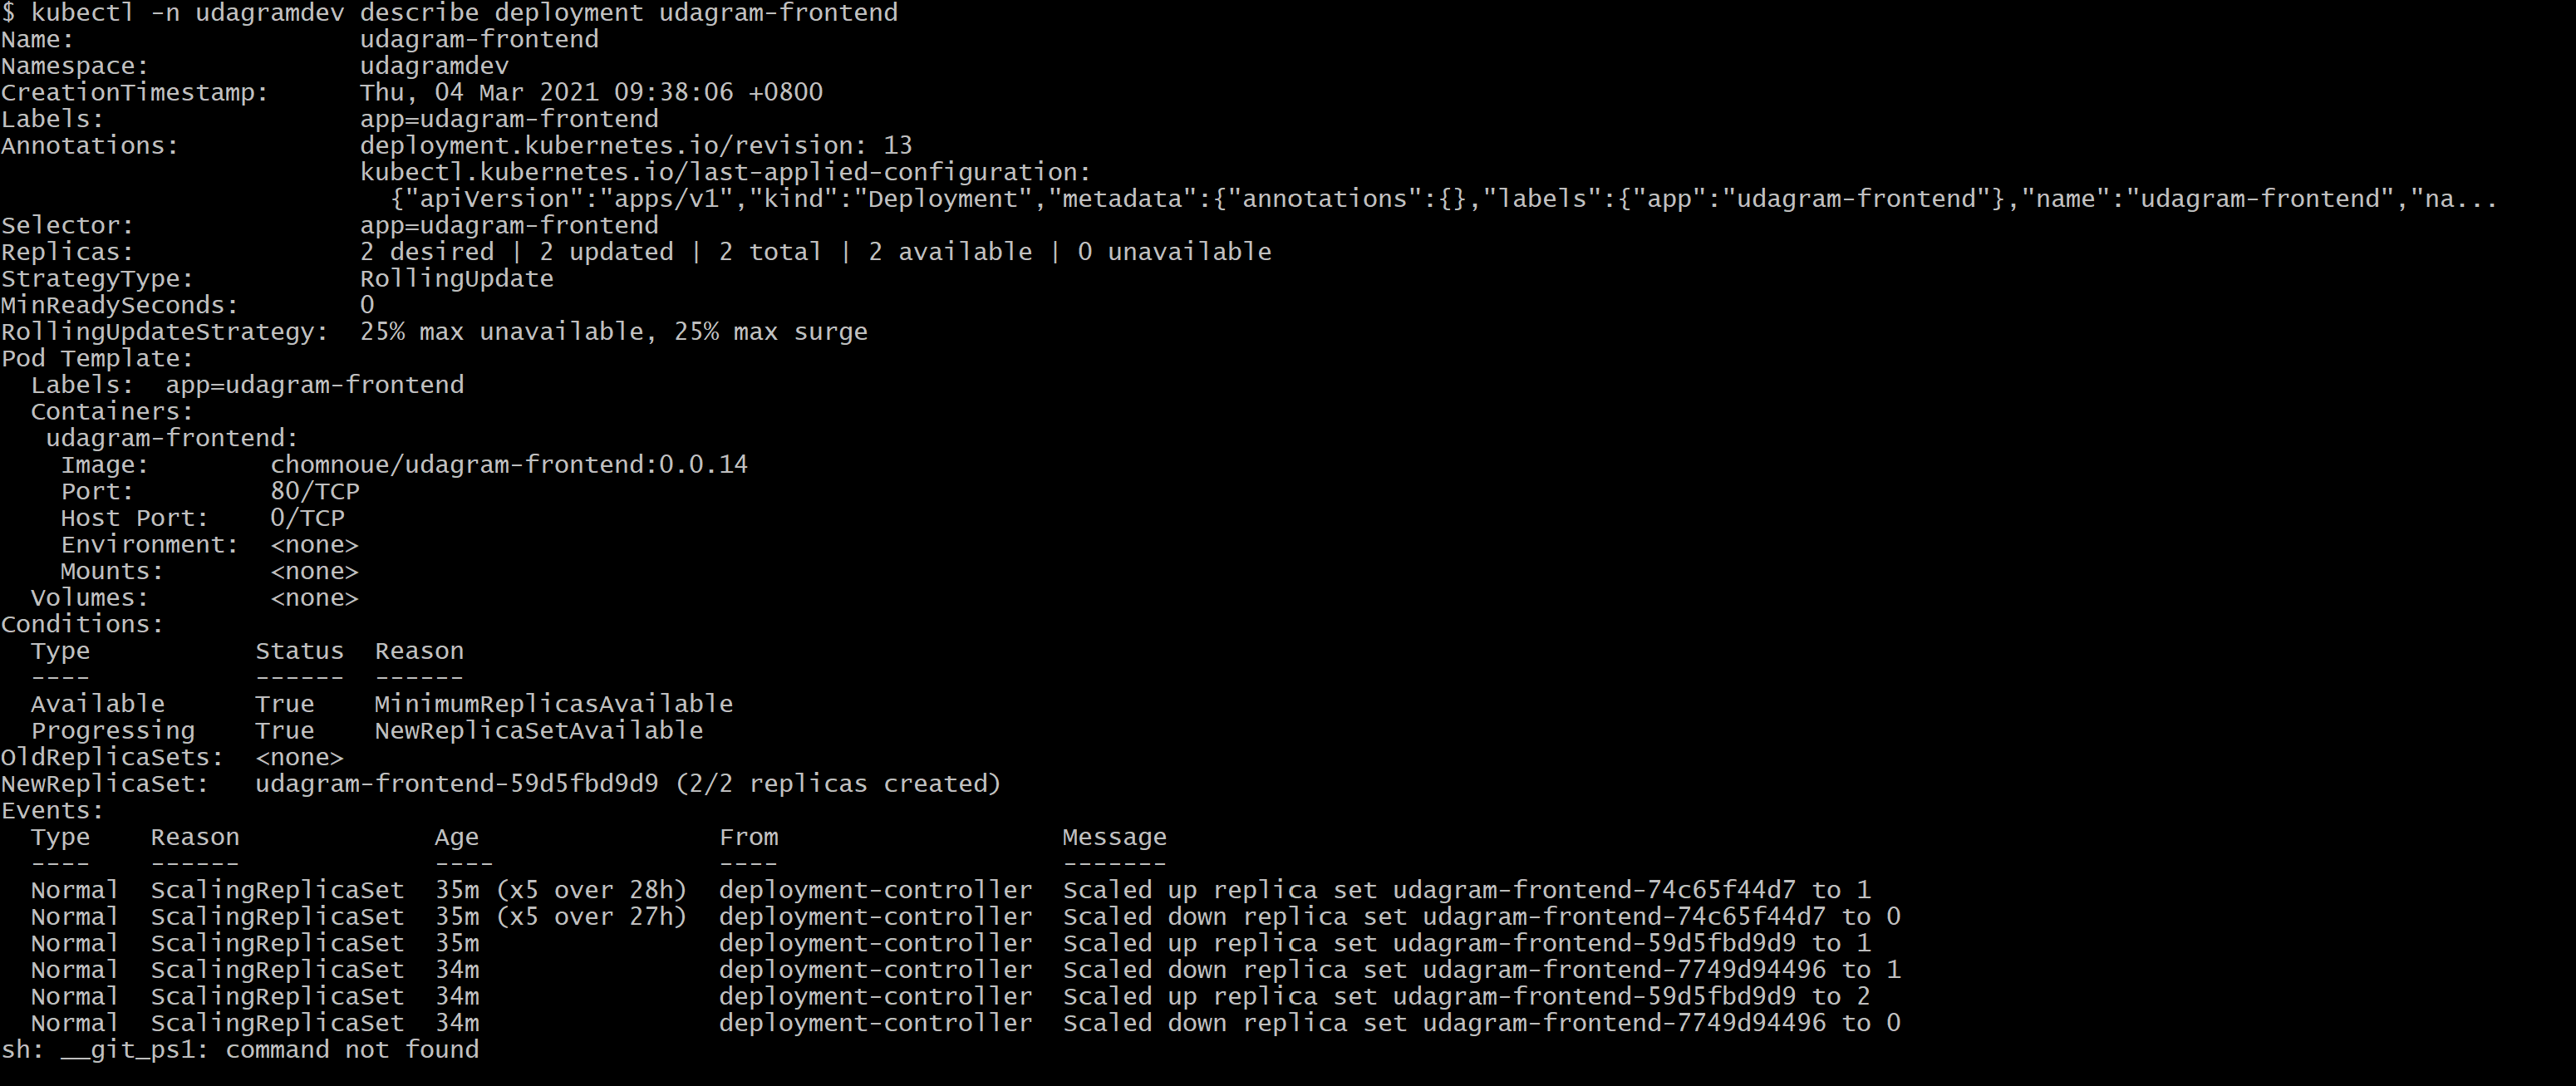 $ kubectl -n udagramdev describe deployment udagram-frontend
Name:                   udagram-frontend
Namespace:              udagramdev
CreationTimestamp:      Thu, 04 Mar 2021 09:38:06 +0800
Labels:                 app=udagram-frontend
Annotations:            deployment.kubernetes.io/revision: 13
                        kubectl.kubernetes.io/last-applied-configuration:
                          {"apiVersion":"apps/v1","kind":"Deployment","metadata":{"annotations":{},"labels":{"app":"udagram-frontend"},"name":"udagram-frontend","na...
Selector:               app=udagram-frontend
Replicas:               2 desired | 2 updated | 2 total | 2 available | 0 unavailable
StrategyType:           RollingUpdate
MinReadySeconds:        0
RollingUpdateStrategy:  25% max unavailable, 25% max surge
Pod Template:
  Labels:  app=udagram-frontend
  Containers:
   udagram-frontend:
    Image:        chomnoue/udagram-frontend:0.0.14
    Port:         80/TCP
    Host Port:    0/TCP
    Environment:  <none>
    Mounts:       <none>
  Volumes:        <none>
Conditions:
  Type           Status  Reason
  ----           ------  ------
  Available      True    MinimumReplicasAvailable
  Progressing    True    NewReplicaSetAvailable
OldReplicaSets:  <none>
NewReplicaSet:   udagram-frontend-59d5fbd9d9 (2/2 replicas created)
Events:
  Type    Reason             Age                From                   Message
  ----    ------             ----               ----                   -------
  Normal  ScalingReplicaSet  35m (x5 over 28h)  deployment-controller  Scaled up replica set udagram-frontend-74c65f44d7 to 1
  Normal  ScalingReplicaSet  35m (x5 over 27h)  deployment-controller  Scaled down replica set udagram-frontend-74c65f44d7 to 0
  Normal  ScalingReplicaSet  35m                deployment-controller  Scaled up replica set udagram-frontend-59d5fbd9d9 to 1
  Normal  ScalingReplicaSet  34m                deployment-controller  Scaled down replica set udagram-frontend-7749d94496 to 1
  Normal  ScalingReplicaSet  34m                deployment-controller  Scaled up replica set udagram-frontend-59d5fbd9d9 to 2
  Normal  ScalingReplicaSet  34m                deployment-controller  Scaled down replica set udagram-frontend-7749d94496 to 0
sh: __git_ps1: command not found